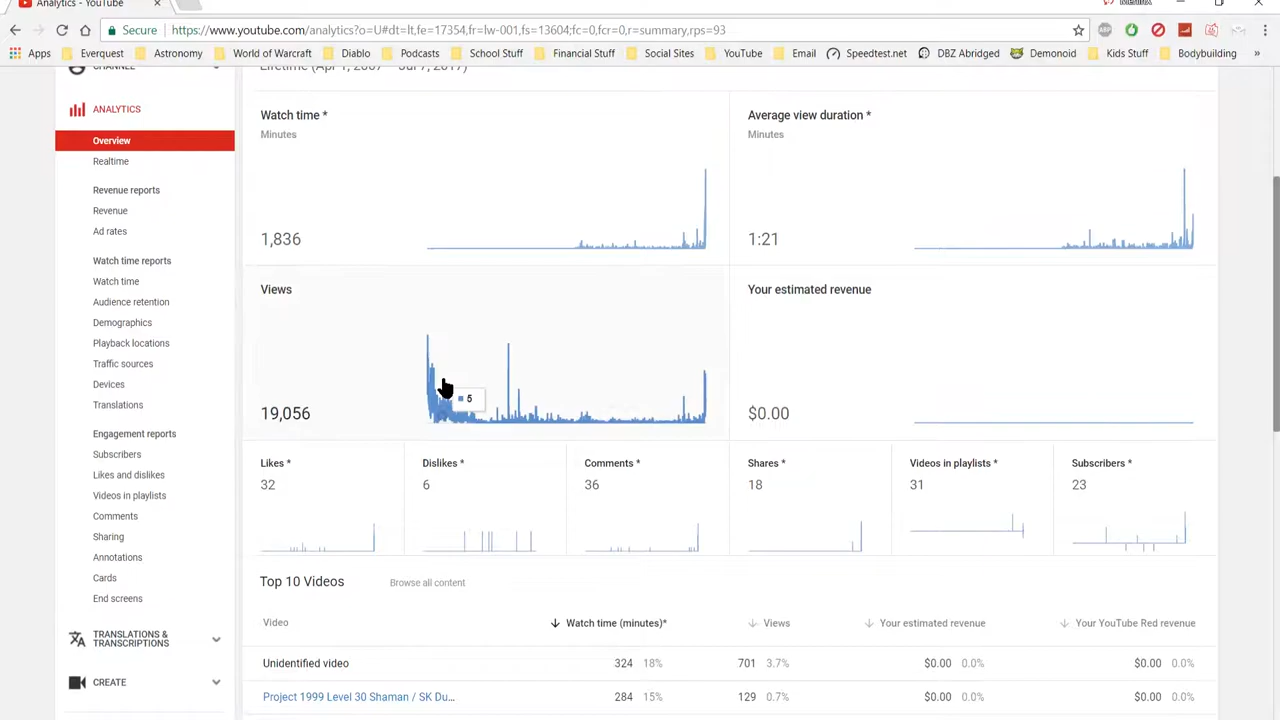 Analytics - YouTube
Secure https://www.youtube.com/analytics?o=U#dt=lt,fe=17354,fr=lw-001,fs=13604,fc=0,fcr=0,r=summary,rps=93
Apps Everquest Astronomy World of Warcraft Diablo Podcasts School Stuff Financial Stuff Social Sites YouTube Email Speedtest.net DBZ Abridged Demonoid Kids Stuff Bodybuilding »
CHANNEL
Lifetime (Apr 1, 2007 – Jul 7, 2017)
ANALYTICS
Overview
Realtime
Revenue reports
Revenue
Ad rates
Watch time reports
Watch time
Audience retention
Demographics
Playback locations
Traffic sources
Devices
Translations
Engagement reports
Subscribers
Likes and dislikes
Videos in playlists
Comments
Sharing
Annotations
Cards
End screens
TRANSLATIONS &
TRANSCRIPTIONS
CREATE
Watch time *
Minutes
1,836
Average view duration *
Minutes
1:21
Views
19,056
5
Your estimated revenue
$0.00
Likes *
32
Dislikes *
6
Comments *
36
Shares *
18
Videos in playlists *
31
Subscribers *
23
Top 10 Videos Browse all content
Video Watch time (minutes)* Views Your estimated revenue Your YouTube Red revenue
Unidentified video 324 18% 701 3.7% $0.00 0.0% $0.00 0.0%
Project 1999 Level 30 Shaman / SK Du... 284 15% 129 0.7% $0.00 0.0% $0.00 0.0%